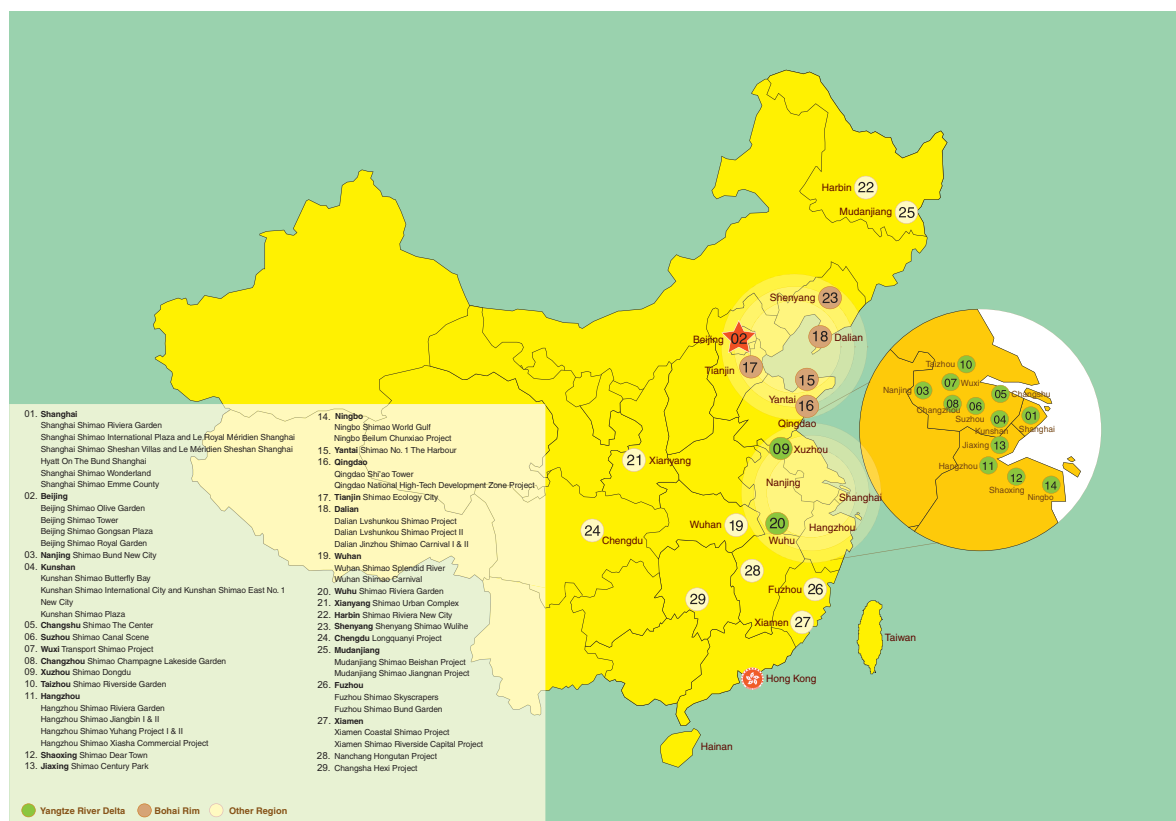 Harbin 22
Mudanjiang 25
Shenyang 23
Beijing 02
18 Dalian
Tianjin 17
15
Yantai
16
Qingdao
09 Xuzhou
21 Xianyang
Nanjing
Shanghai
24
Chengdu
Wuhan 19
20
Wuhu
Hangzhou
28
29
Fuzhou 26
Xiamen 27
Taiwan
Hong Kong
Hainan
Taizhou 10
Nanjing 03
07 Wuxi
05 Changshu
08
Changzhou
06
Suzhou
04
Kunshan
01
Shanghai
Jiaxing 13
Hangzhou 11
12
Shaoxing
14
Ningbo
01. Shanghai
Shanghai Shimao Riviera Garden
Shanghai Shimao International Plaza and Le Royal Méridien Shanghai
Shanghai Shimao Sheshan Villas and Le Méridien Sheshan Shanghai
Hyatt On The Bund Shanghai
Shanghai Shimao Wonderland
Shanghai Shimao Emme County
02. Beijing
Beijing Shimao Olive Garden
Beijing Shimao Tower
Beijing Shimao Gongsan Plaza
Beijing Shimao Royal Garden
03. Nanjing Shimao Bund New City
04. Kunshan
Kunshan Shimao Butterfly Bay
Kunshan Shimao International City and Kunshan Shimao East No. 1
New City
Kunshan Shimao Plaza
05. Changshu Shimao The Center
06. Suzhou Shimao Canal Scene
07. Wuxi Transport Shimao Project
08. Changzhou Shimao Champagne Lakeside Garden
09. Xuzhou Shimao Dongdu
10. Taizhou Shimao Riverside Garden
11. Hangzhou
Hangzhou Shimao Riviera Garden
Hangzhou Shimao Jiangbin I & II
Hangzhou Shimao Yuhang Project I & II
Hangzhou Shimao Xiasha Commercial Project
12. Shaoxing Shimao Dear Town
13. Jiaxing Shimao Century Park
14. Ningbo
Ningbo Shimao World Gulf
Ningbo Beilum Chunxiao Project
15. Yantai Shimao No. 1 The Harbour
16. Qingdao
Qingdao Shi'ao Tower
Qingdao National High-Tech Development Zone Project
17. Tianjin Shimao Ecology City
18. Dalian
Dalian Lvshunkou Shimao Project
Dalian Lvshunkou Shimao Project II
Dalian Jinzhou Shimao Carnival I & II
19. Wuhan
Wuhan Shimao Splendid River
Wuhan Shimao Carnival
20. Wuhu Shimao Riviera Garden
21. Xianyang Shimao Urban Complex
22. Harbin Shimao Riviera New City
23. Shenyang Shenyang Shimao Wulihe
24. Chengdu Longquanyi Project
25. Mudanjiang
Mudanjiang Shimao Beishan Project
Mudanjiang Shimao Jiangnan Project
26. Fuzhou
Fuzhou Shimao Skyscrapers
Fuzhou Shimao Bund Garden
27. Xiamen
Xiamen Coastal Shimao Project
Xiamen Shimao Riverside Capital Project
28. Nanchang Hongutan Project
29. Changsha Hexi Project
Yangtze River Delta Bohai Rim Other Region